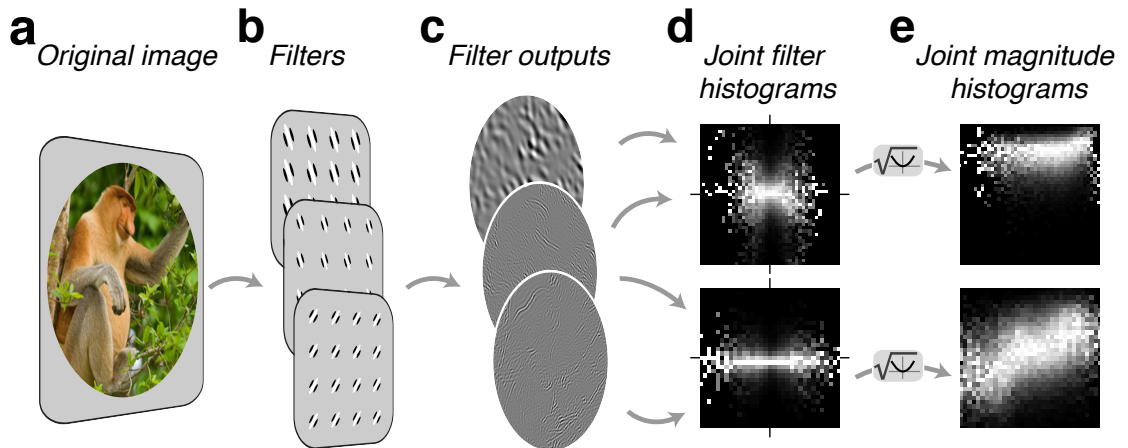 a
Original image
b
Filters
c
Filter outputs
d
Joint filter
histograms
e
Joint magnitude
histograms